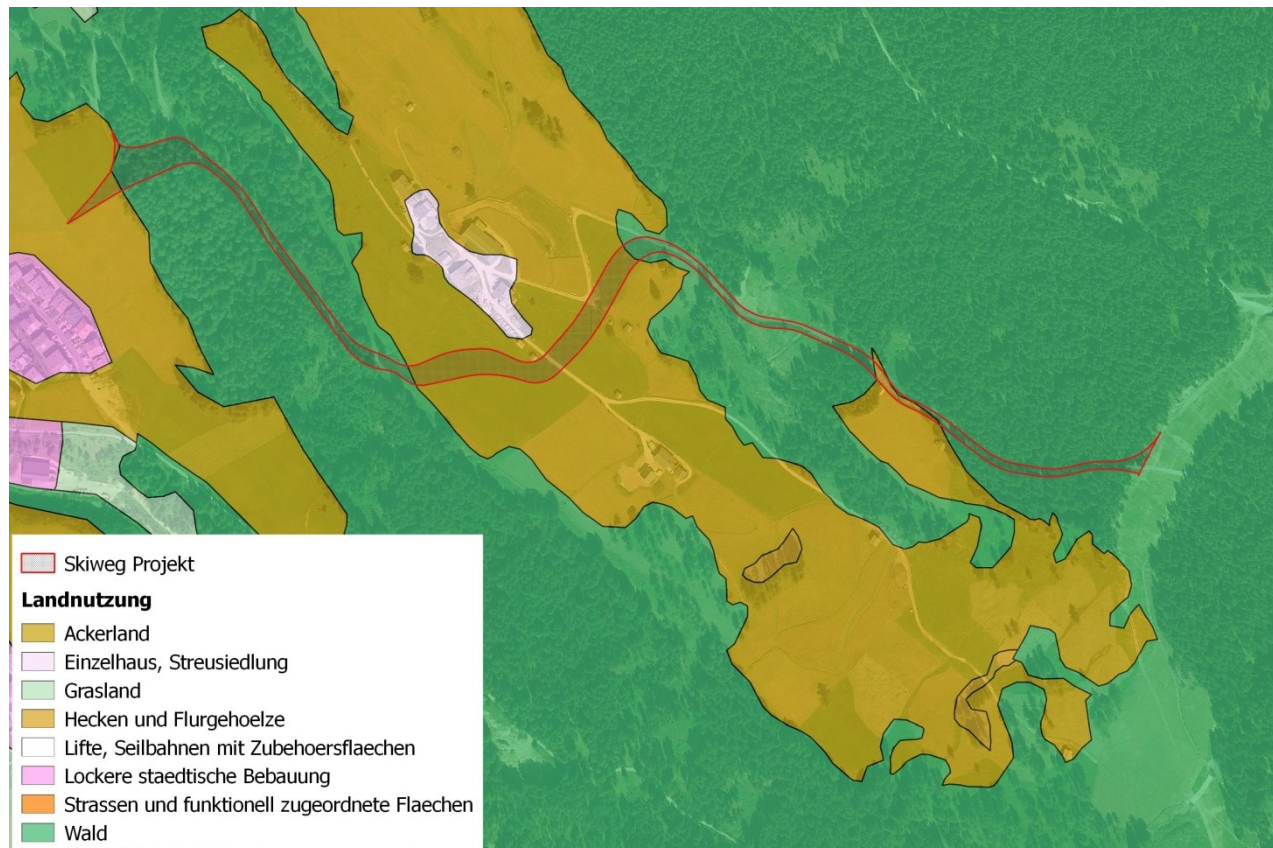 Skiweg Projekt
Landnutzung
Ackerland
Einzelhaus, Streusiedlung
Grasland
Hecken und Flurgehoelze
Lifte, Seilbahnen mit Zubehoersflaechen
Lockere staedtische Bebauung
Strassen und funktionell zugeordnete Flaechen
Wald